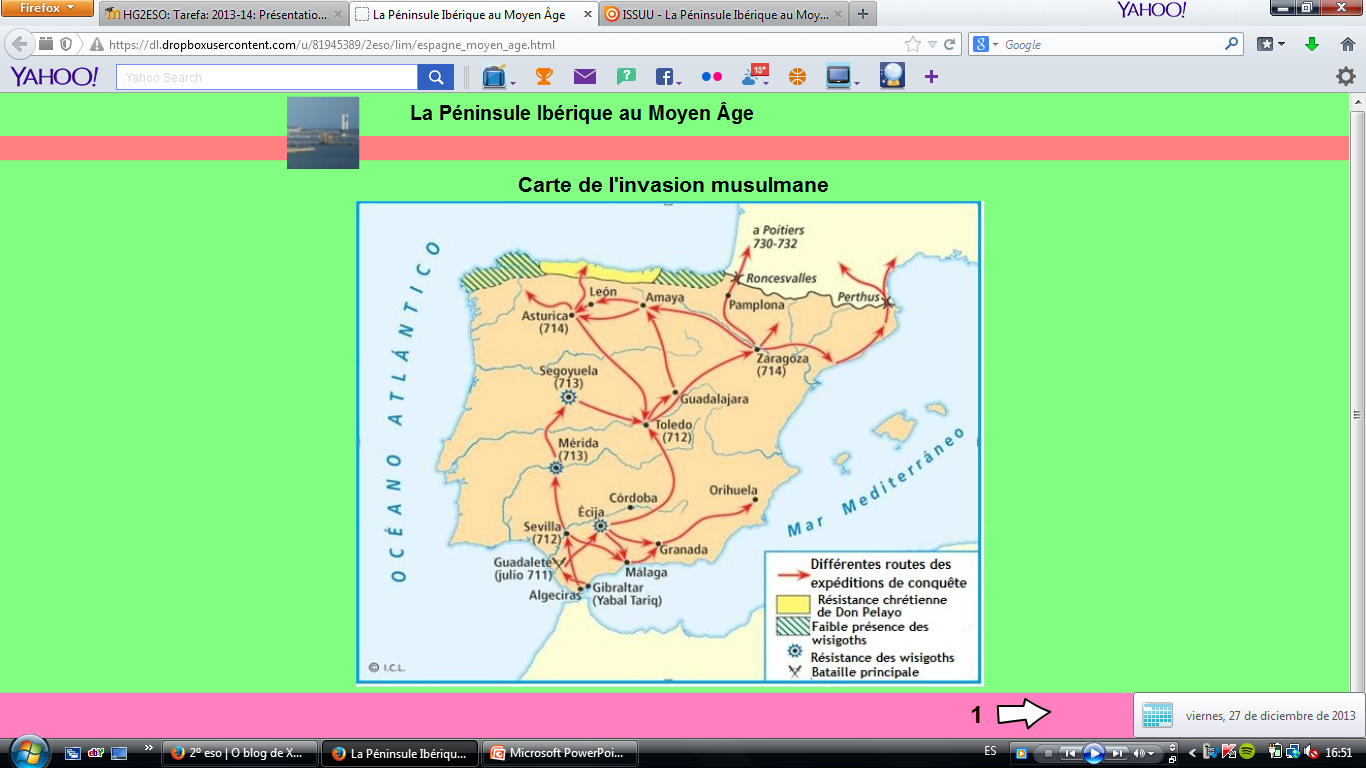 Firefox
HG2ESO: Tarefa: 2013-14: Présentatio...
La Péninsule Ibérique au Moyen Âge
ISSUU - La Péninsule Ibérique au Moy...
YAHOO!
https://dl.dropboxusercontent.com/u/81945389/2eso/lim/espagne_moyen_age.html
Google
YAHOO!
Yahoo Search
13°
La Péninsule Ibérique au Moyen Âge
Carte de l'invasion musulmane
a Poitiers
730-732
Roncesvalles
Perthus
Pamplona
León
Amaya
Asturica
(714)
Zaragoza
(714)
Segoyuela
(713)
Guadalajara
Toledo
(712)
Mérida
(713)
Orihuela
Córdoba
Écija
Sevilla
(712)
Granada
Guadalete
(julio 711)
Málaga
Algeciras
Gibraltar
(Yabal Tariq)
OCÉANO ATLÁNTICO
Mar Mediterráneo
Différentes routes des
expéditions de conquête
Résistance chrétienne
de Don Pelayo
Faible présence des
wisigoths
Résistance des wisigoths
Bataille principale
© I.C.L.
1
viernes, 27 de diciembre de 2013
2º eso | O blog de X...
La Péninsule Ibériqu...
Microsoft PowerPoi...
ES
16:51